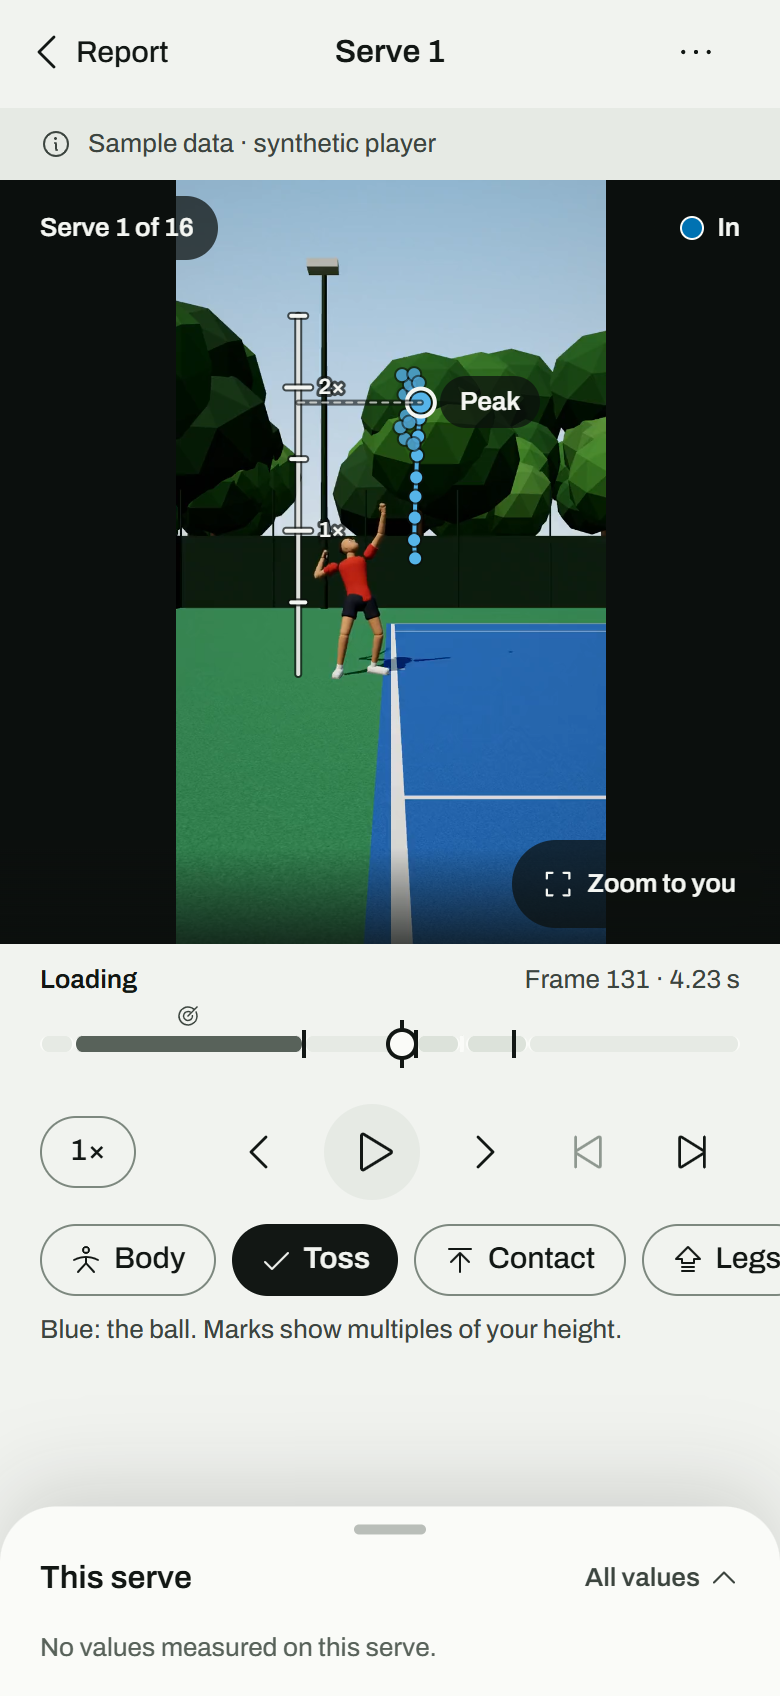 Report
Serve 1
Sample data · synthetic player
Serve 1 of 16
In
2×
Peak
1×
Zoom to you
Loading
Frame 131 · 4.23 s
1×
Body
Toss
Contact
Legs
Blue: the ball. Marks show multiples of your height.
This serve
All values
No values measured on this serve.